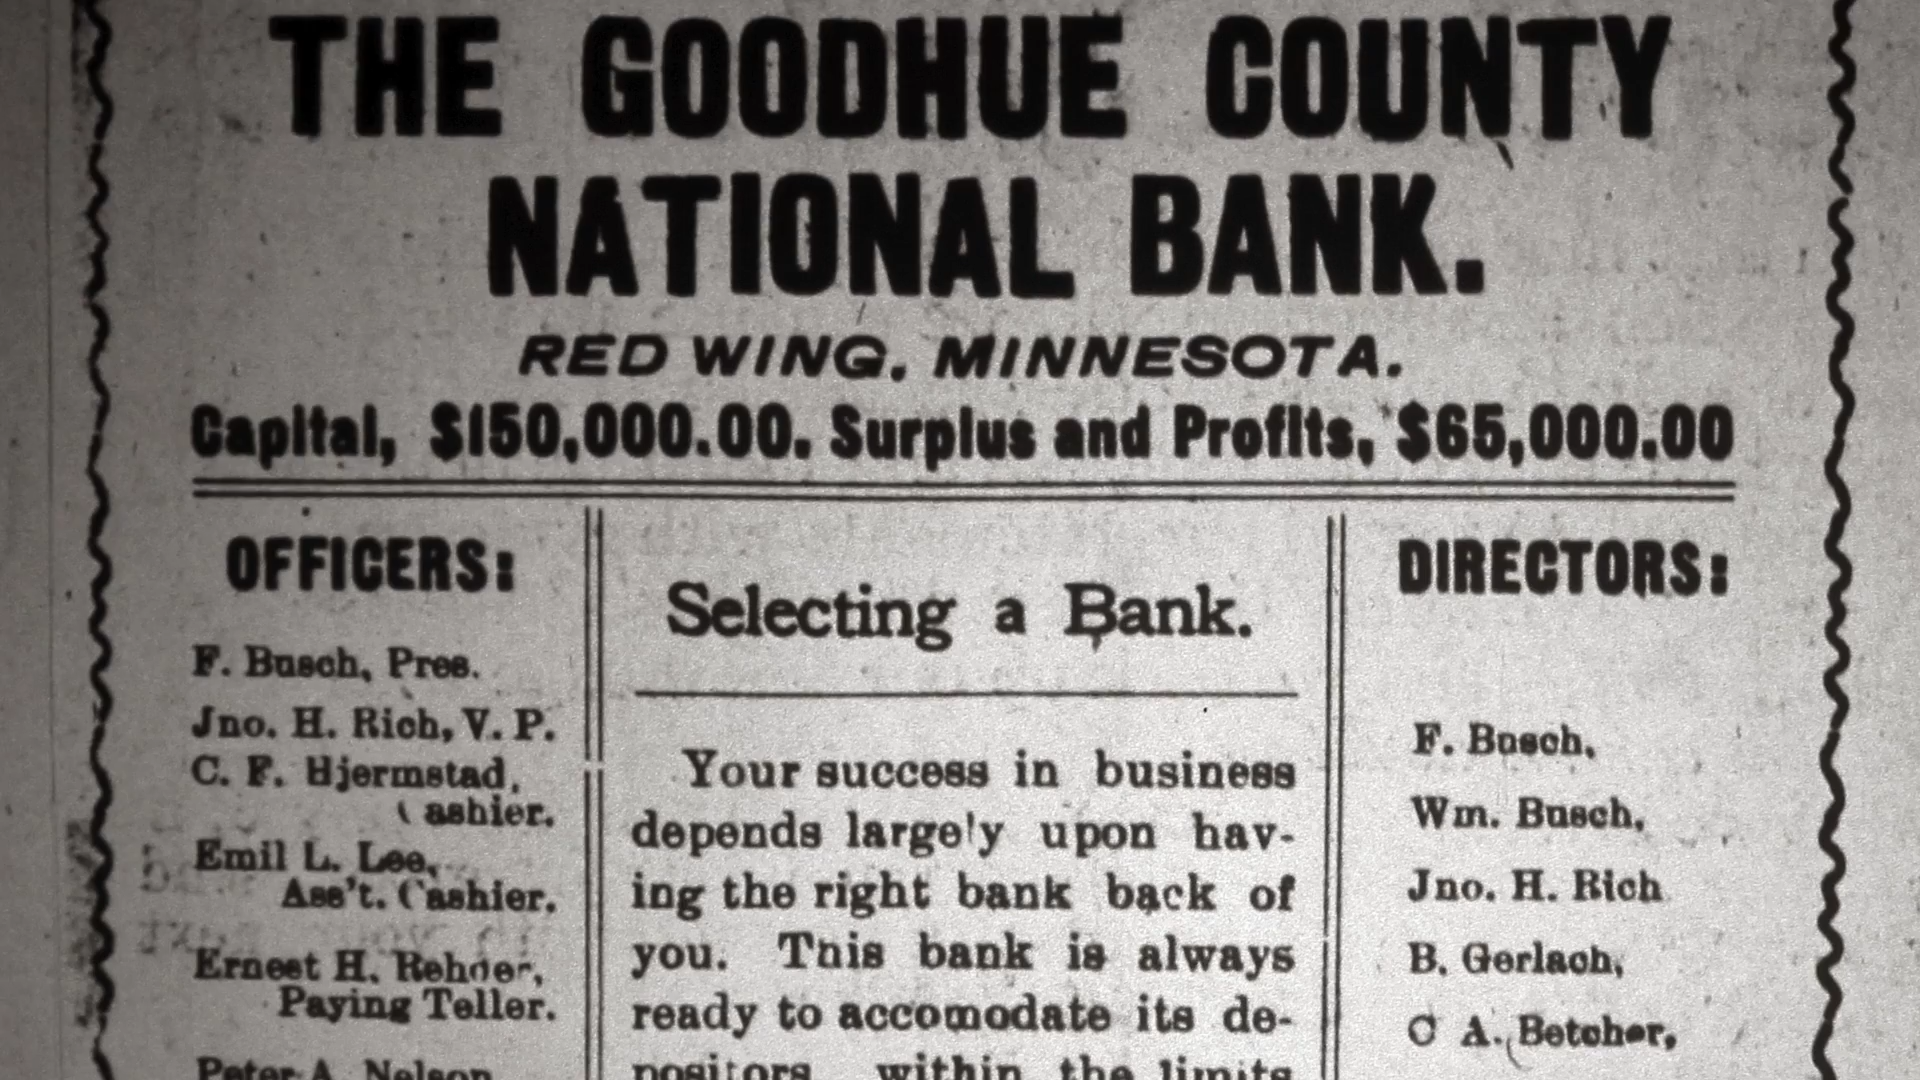 THE GOODHUE COUNTY
NATIONAL BANK.
RED WING, MINNESOTA.
Capital, $150,000.00. Surplus and Profits, $65,000.00
OFFICERS:
F. Busch, Pres.
Jno. H. Rich, V. P.
C. F. Hjermstad,
Cashier.
Emil L. Lee,
Ass't. Cashier.
Ernest H. Rehder,
Paying Teller.
Peter A. Nelson
Selecting a Bank.
Your success in business
depends largely upon hav-
ing the right bank back of
you. This bank is always
ready to accomodate its de-
positors within the limits
DIRECTORS:
F. Busch,
Wm. Busch,
Jno. H. Rich
B. Gerlach,
C A. Betcher,